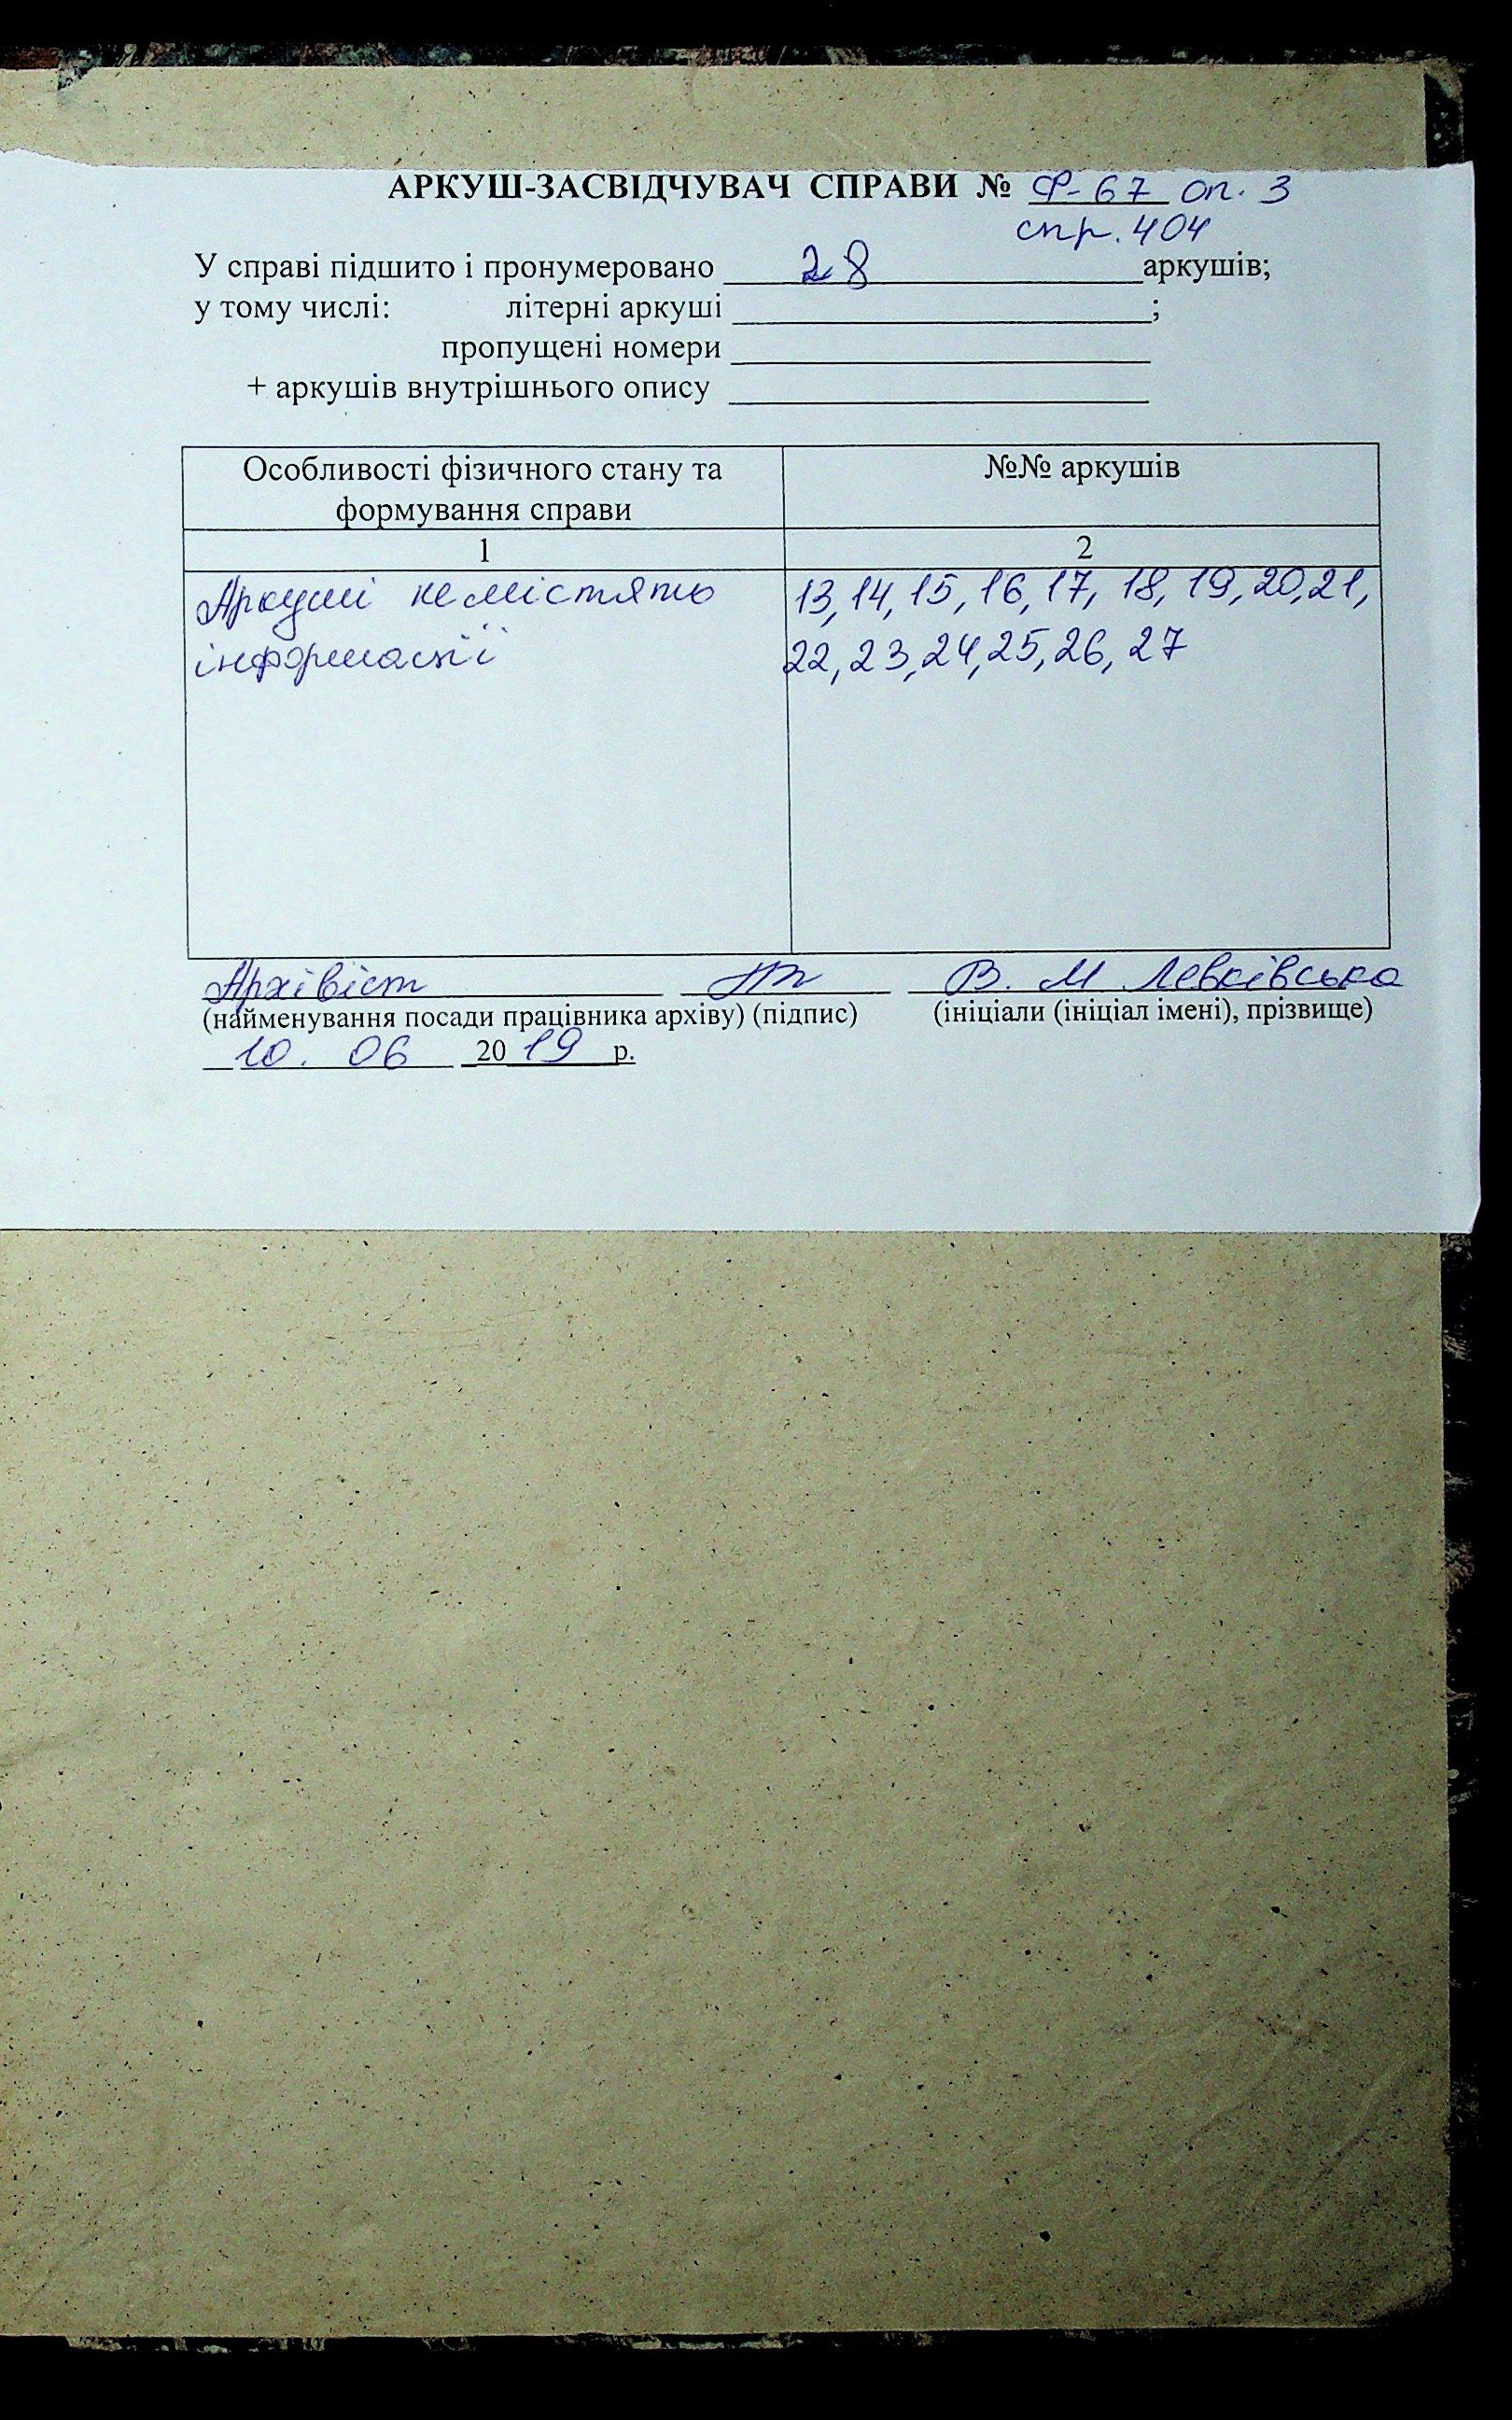 АРКУШ-ЗАСВІДЧУВАЧ СПРАВИ № Ф-67 оп. 3
спр. 404
У справі підшито і пронумеровано 28 аркушів;
у тому числі: літерні аркуші ;
пропущені номери
+ аркушів внутрішнього опису
Особливості фізичного стану та №№ аркушів
формування справи
1 2
Аркуші не містять 13, 14, 15, 16, 17, 18, 19, 20, 21,
інформації 22, 23, 24, 25, 26, 27
Архівіст В. М Левківська
(найменування посади працівника архіву) (підпис) (ініціали (ініціал імені), прізвище)
10. 06 2019 р.